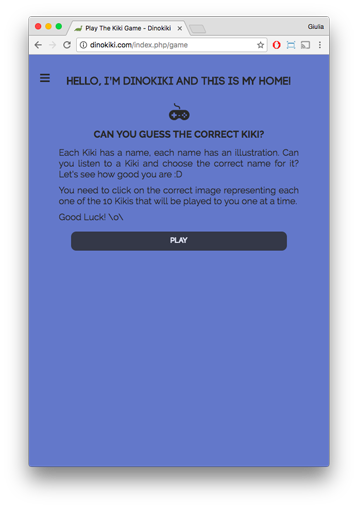 Play The Kiki Game - Dinokiki
Giulia
dinokiki.com/index.php/game
HELLO, I'M DINOKIKI AND THIS IS MY HOME!
CAN YOU GUESS THE CORRECT KIKI?
Each Kiki has a name, each name has an illustration. Can
you listen to a Kiki and choose the correct name for it?
Let's see how good you are :D
You need to click on the correct image representing each
one of the 10 Kikis that will be played to you one at a time.
Good Luck! \o\
PLAY